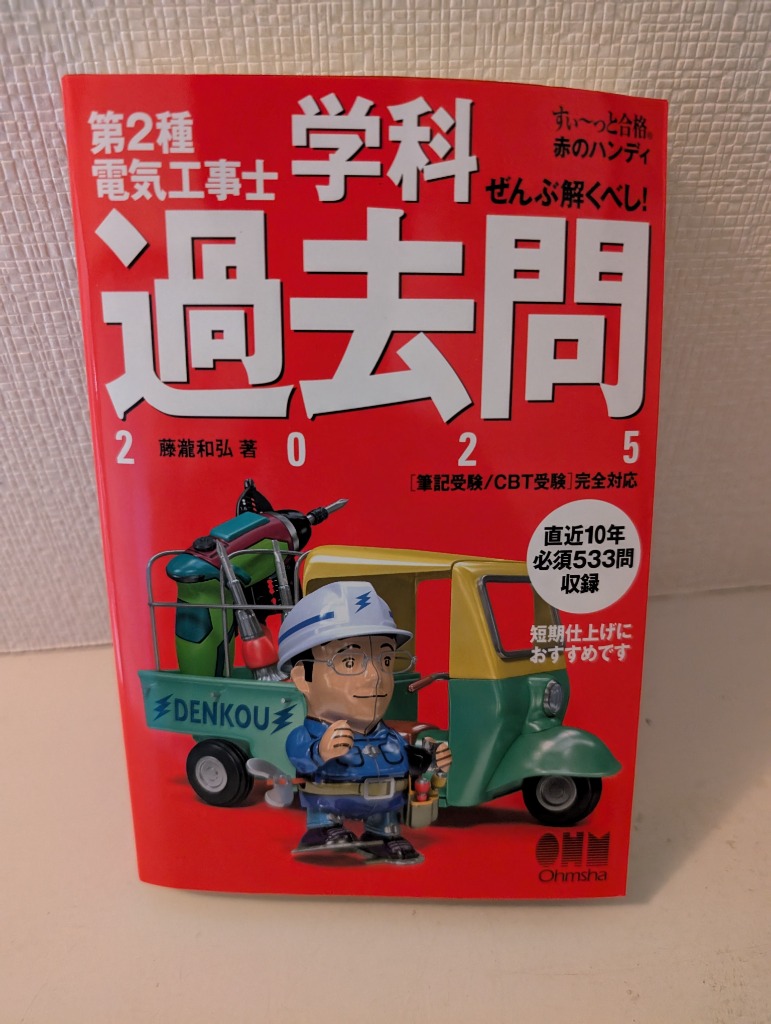 第2種
電気工事士
学科
すい〜っと合格®
赤のハンディ
ぜんぶ解くべし!
過去問
2025
藤瀧和弘 著
[筆記受験/CBT受験]完全対応
直近10年
必須533問
収録
短期仕上げに
おすすめです
DENKOU
OHM
Ohmsha